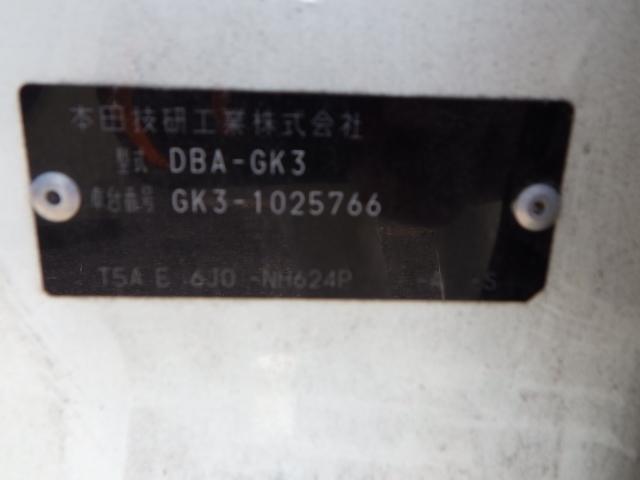 本田技研工業株式会社
型式 DBA-GK3
車台番号 GK3-1025766
T5A E 6J0 -NH624P -A -S